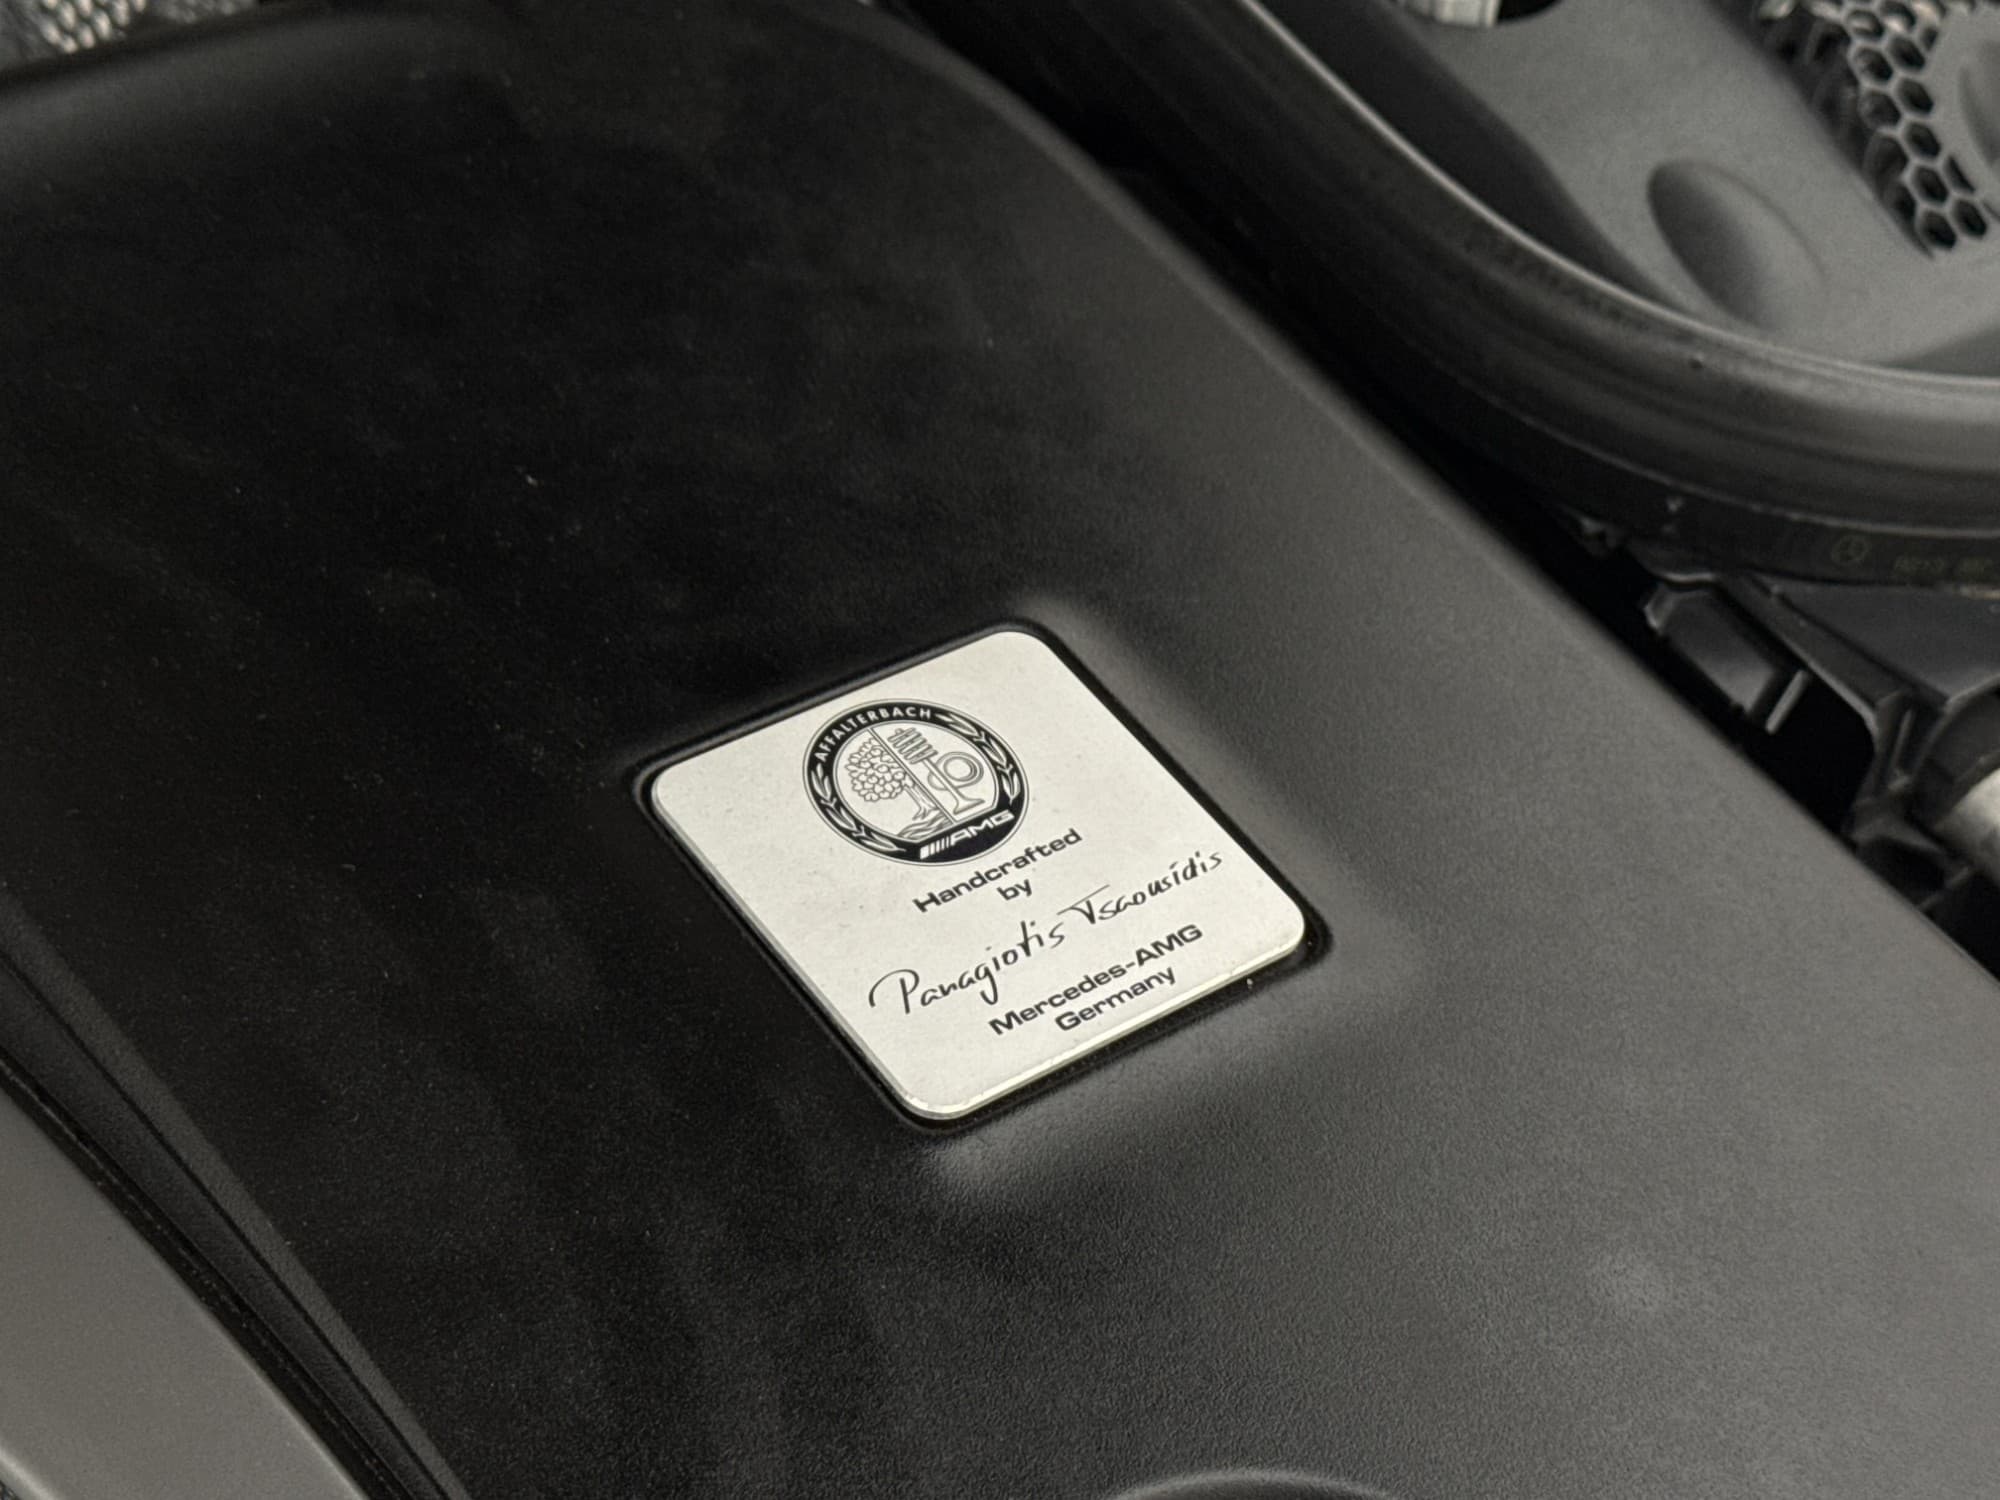 AFFALTERBACH
AMG
Handcrafted
by
Panagiotis Tsaousidis
Mercedes-AMG
Germany